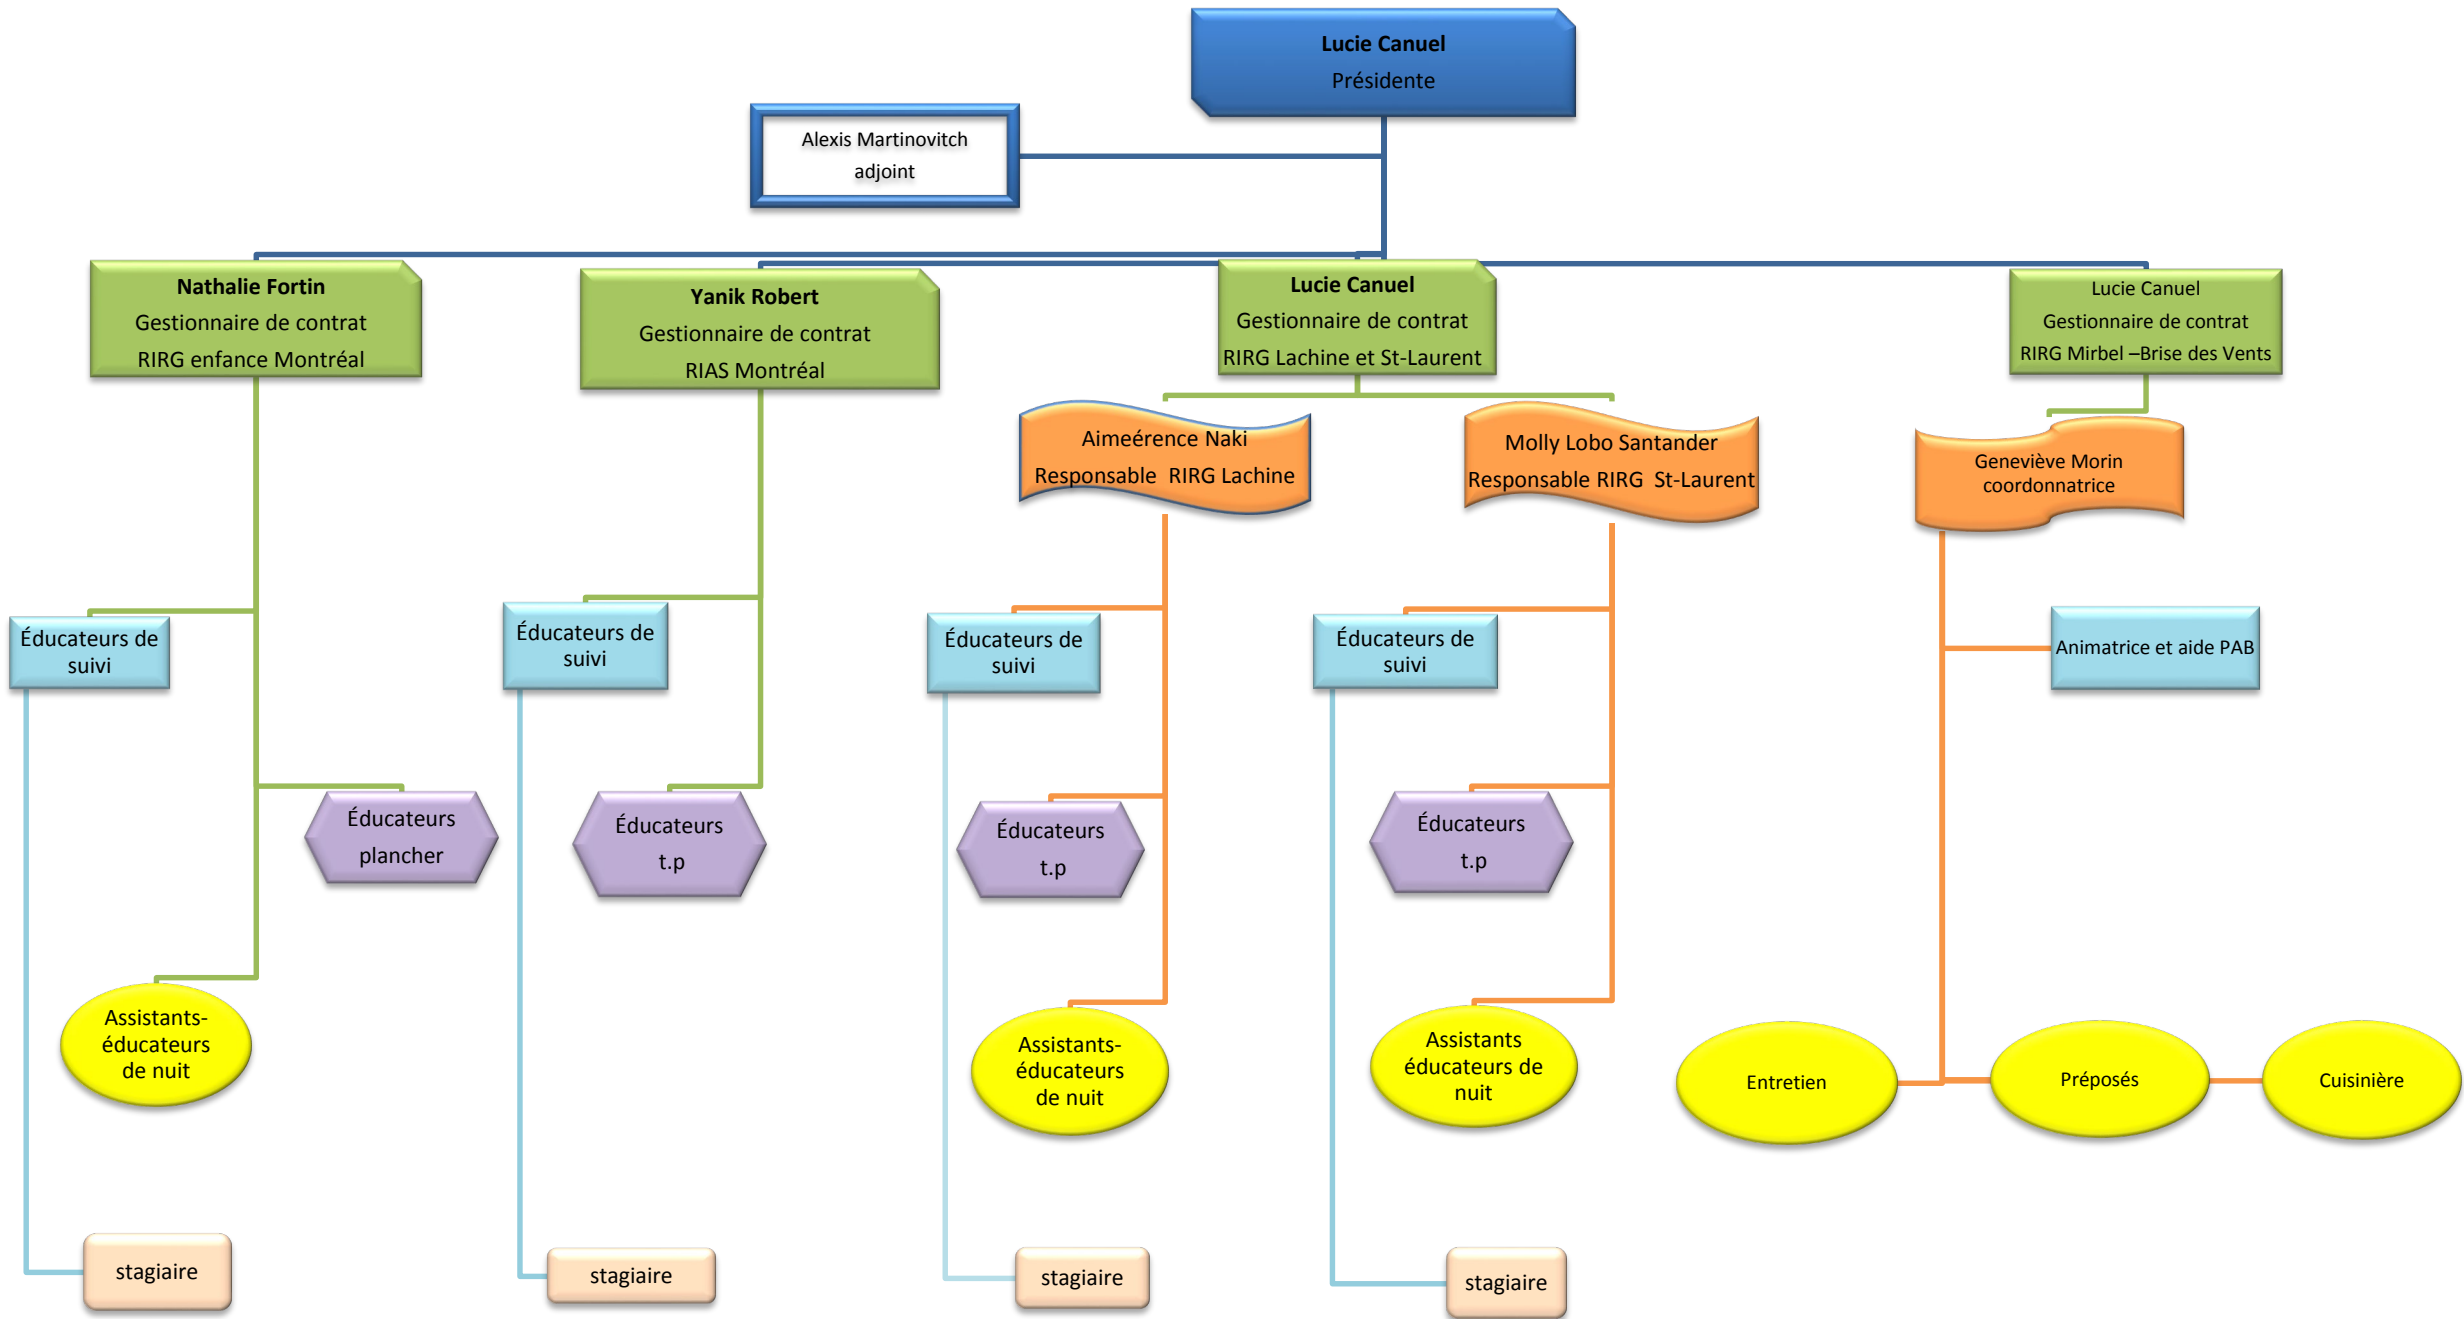 Lucie Canuel
Présidente
Alexis Martinovitch
adjoint
Nathalie Fortin
Gestionnaire de contrat
RIRG enfance Montréal
Yanik Robert
Gestionnaire de contrat
RIAS Montréal
Lucie Canuel
Gestionnaire de contrat
RIRG Lachine et St-Laurent
Lucie Canuel
Gestionnaire de contrat
RIRG Mirbel –Brise des Vents
Aimeérence Naki
Responsable RIRG Lachine
Molly Lobo Santander
Responsable RIRG St-Laurent
Geneviève Morin
coordonnatrice
Éducateurs de
suivi
Éducateurs de
suivi
Éducateurs de
suivi
Éducateurs de
suivi
Animatrice et aide PAB
Éducateurs
plancher
Éducateurs
t.p
Éducateurs
t.p
Éducateurs
t.p
Assistants-
éducateurs
de nuit
Assistants-
éducateurs
de nuit
Assistants
éducateurs de
nuit
Entretien
Préposés
Cuisinière
stagiaire
stagiaire
stagiaire
stagiaire